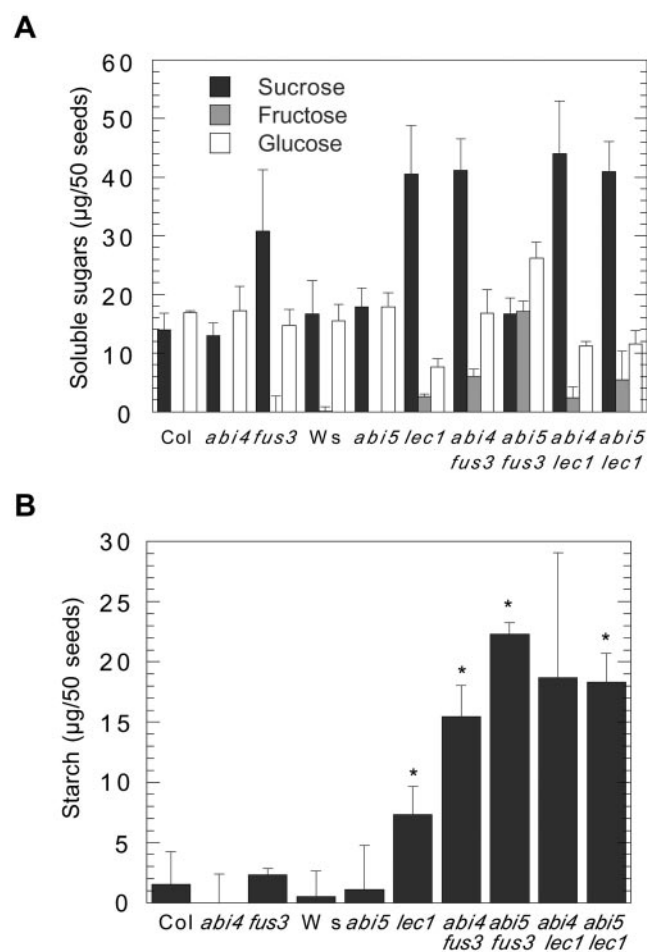 A
Soluble sugars (µg/50 seeds)
60
50
40
30
20
10
0
Sucrose
Fructose
Glucose
Col abi4 fus3 Ws abi5 lec1 abi4 abi5 abi4 abi5
fus3 fus3 lec1 lec1
B
Starch (µg/50 seeds)
30
25
20
15
10
5
0
* * * *
Col abi4 fus3 W s abi5 lec1 abi4 abi5 abi4 abi5
fus3 fus3 lec1 lec1